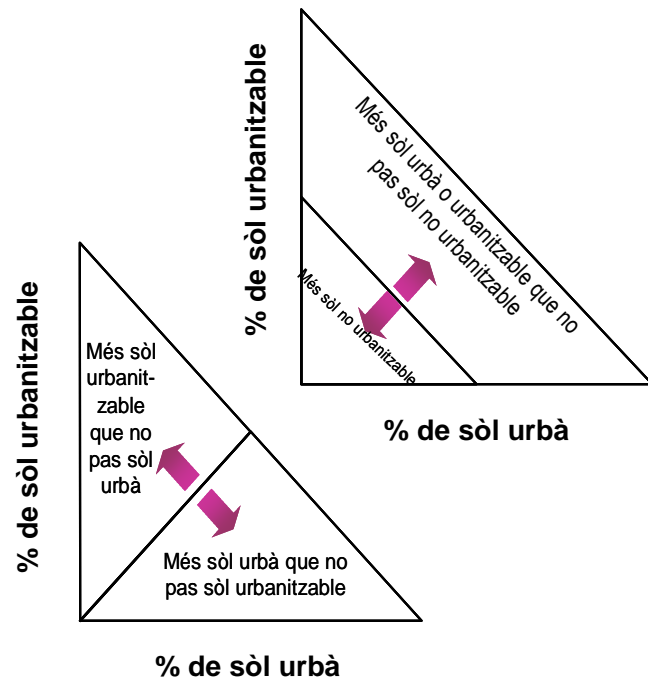 % de sòl urbanitzable
Més sòl urbà o urbanitzable que no
pas sòl no urbanitzable
Més sòl no urbanitzable
% de sòl urbà
% de sòl urbanitzable
Més sòl
urbanit-
zable
que no
pas sòl
urbà
Més sòl urbà que no
pas sòl urbanitzable
% de sòl urbà